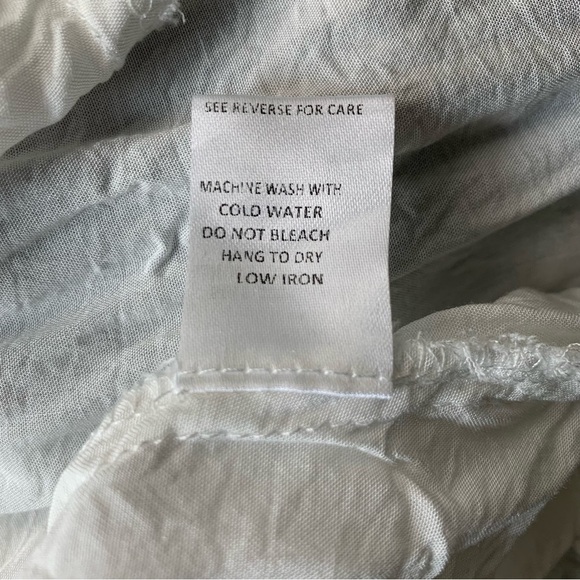 SEE REVERSE FOR CARE
MACHINE WASH WITH
COLD WATER
DO NOT BLEACH
HANG TO DRY
LOW IRON